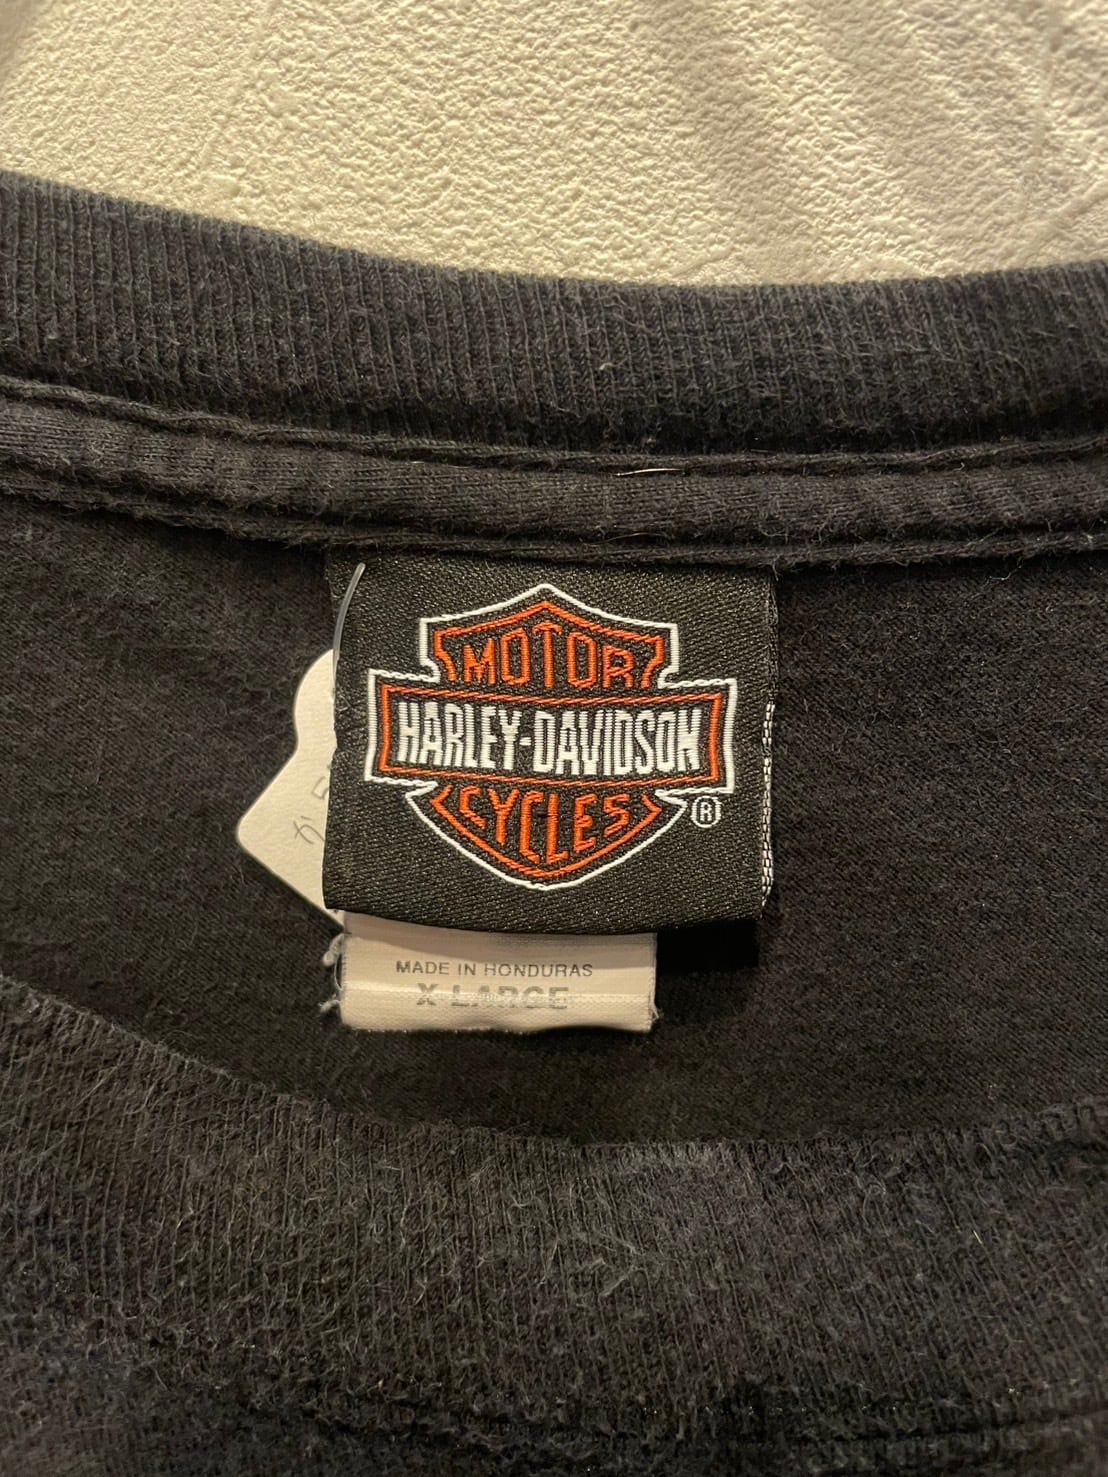 MOTOR
HARLEY-DAVIDSON
CYCLES
®
MADE IN HONDURAS
X-LARGE